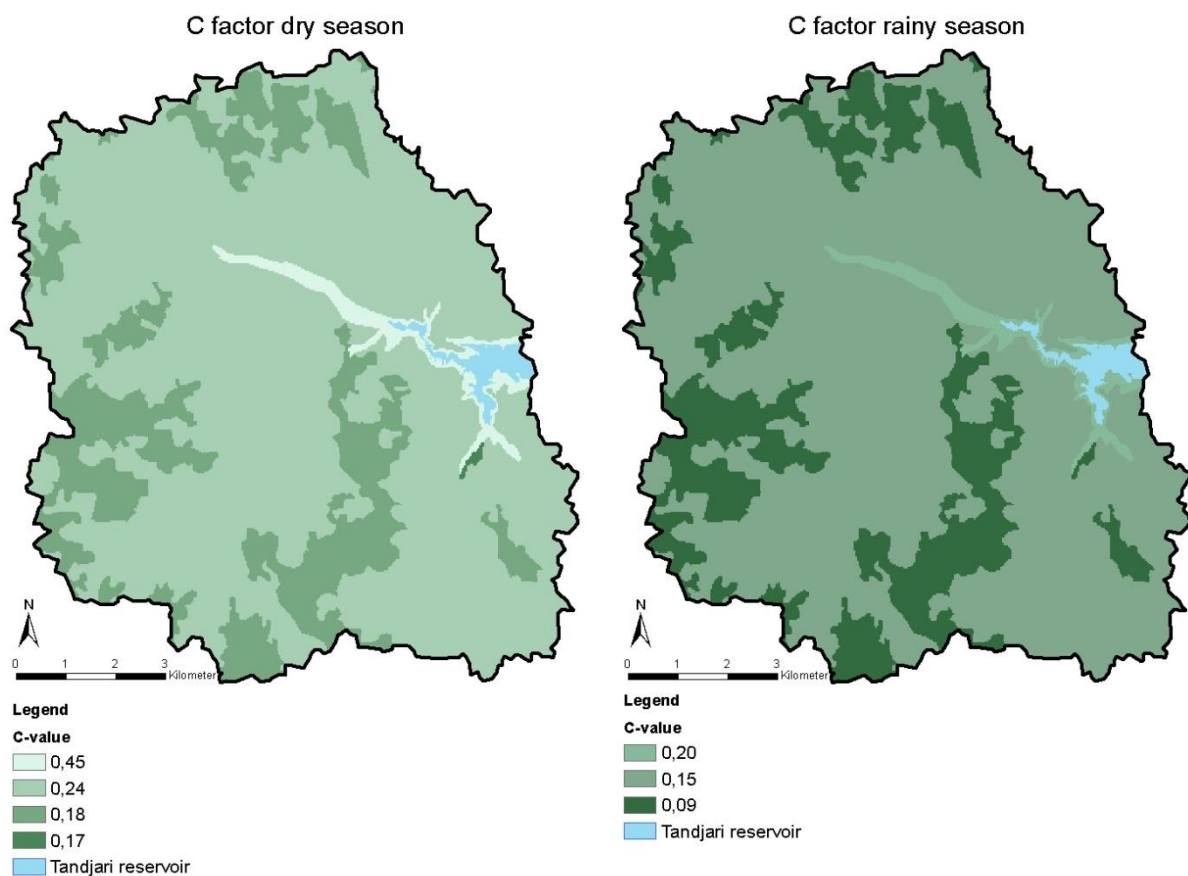 C factor dry season
C factor rainy season
N
0 1 2 3
Kilometer
N
0 1 2 3
Kilometer
Legend
C-value
0,45
0,24
0,18
0,17
Tandjari reservoir
Legend
C-value
0,20
0,15
0,09
Tandjari reservoir